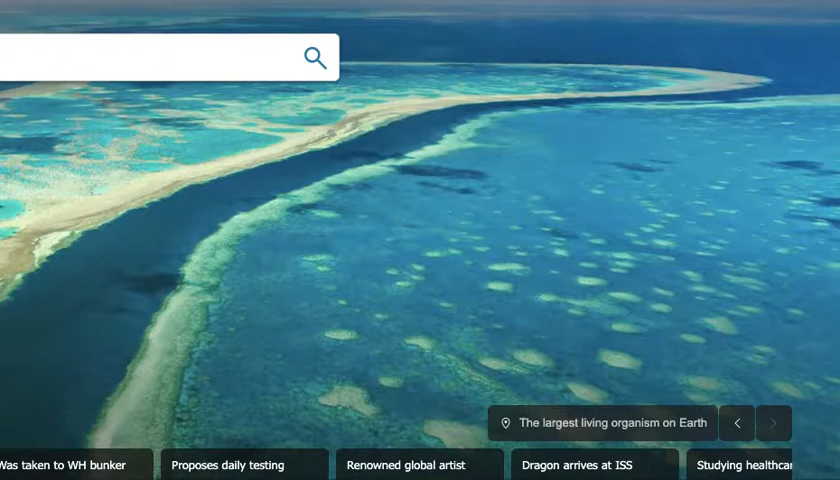 The largest living organism on Earth
Was taken to WH bunker
Proposes daily testing
Renowned global artist
Dragon arrives at ISS
Studying healthcar